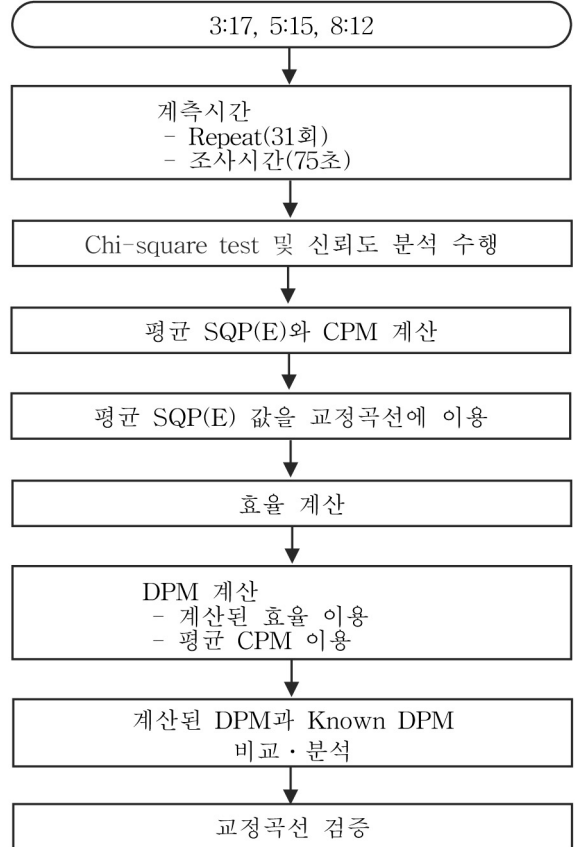 3:17, 5:15, 8:12
계측시간
- Repeat(31회)
- 조사시간(75초)
Chi-square test 및 신뢰도 분석 수행
평균 SQP(E)와 CPM 계산
평균 SQP(E) 값을 교정곡선에 이용
효율 계산
DPM 계산
- 계산된 효율 이용
- 평균 CPM 이용
계산된 DPM과 Known DPM
비교·분석
교정곡선 검증